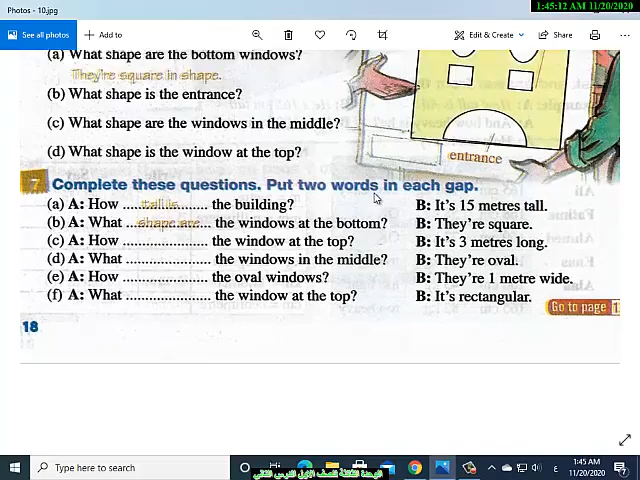 Photos - 10.jpg
1:45:12 AM 11/20/2020
See all photos
Add to
Edit & Create
Share
(a) What shape are the bottom windows?
They're square in shape.
(b) What shape is the entrance?
(c) What shape are the windows in the middle?
(d) What shape is the window at the top?
entrance
7 Complete these questions. Put two words in each gap.
(a) A: How ....tall is.... the building? B: It's 15 metres tall.
(b) A: What ...shape are... the windows at the bottom? B: They're square.
(c) A: How ...................... the window at the top? B: It's 3 metres long.
(d) A: What ...................... the windows in the middle? B: They're oval.
(e) A: How ...................... the oval windows? B: They're 1 metre wide.
(f) A: What ...................... the window at the top? B: It's rectangular.
Go to page
18
الوحدة الثالثة للصف الاول الدرس الثاني
Type here to search
1:45 AM
11/20/2020